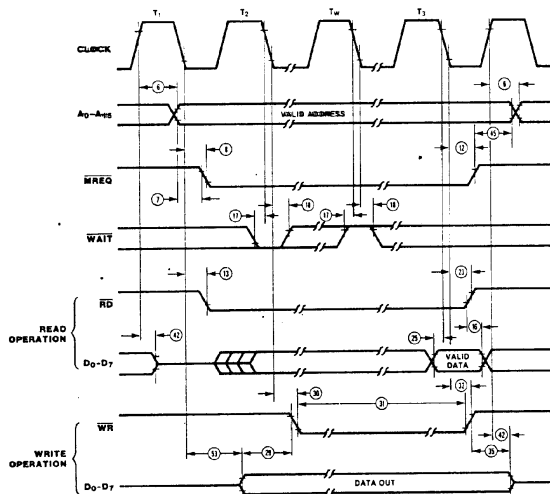 T1 T2 TW T3
CLOCK
6 6
A0-A15 VALID ADDRESS
45
8 12
MREQ
7
17 18 17 18
WAIT
13 23
RD
READ OPERATION
16
42 25
D0-D7 VALID DATA
30 32
31
WR
42
WRITE OPERATION
53 29 35
D0-D7 DATA OUT